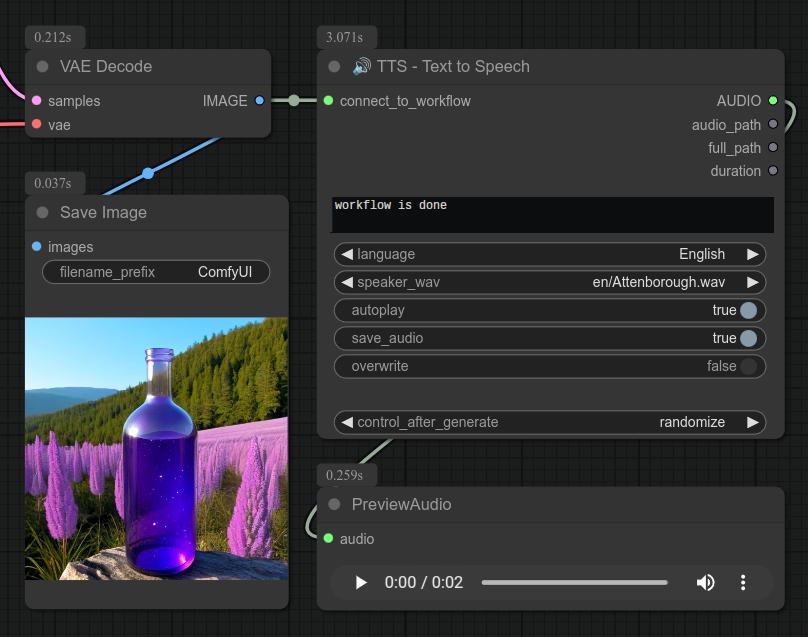 0.212s
VAE Decode
samples
IMAGE
vae
0.037s
Save Image
images
filename_prefix ComfyUI
3.071s
🔊 TTS - Text to Speech
connect_to_workflow
AUDIO
audio_path
full_path
duration
workflow is done
language English
speaker_wav en/Attenborough.wav
autoplay true
save_audio true
overwrite false
control_after_generate randomize
0.259s
PreviewAudio
audio
0:00 / 0:02